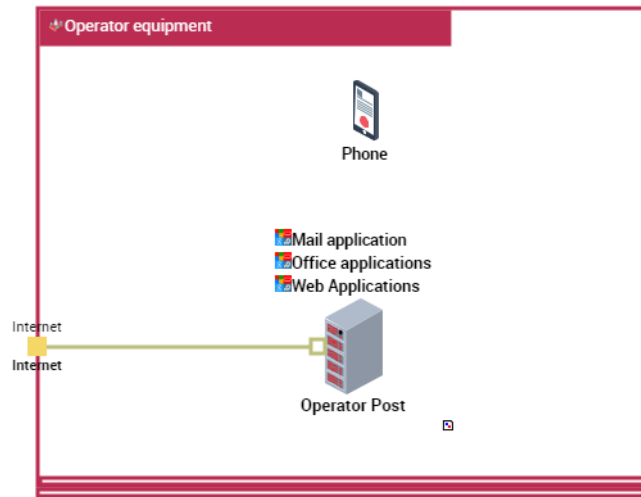 Operator equipment
Phone
Mail application
Office applications
Web Applications
Internet
Internet
Operator Post